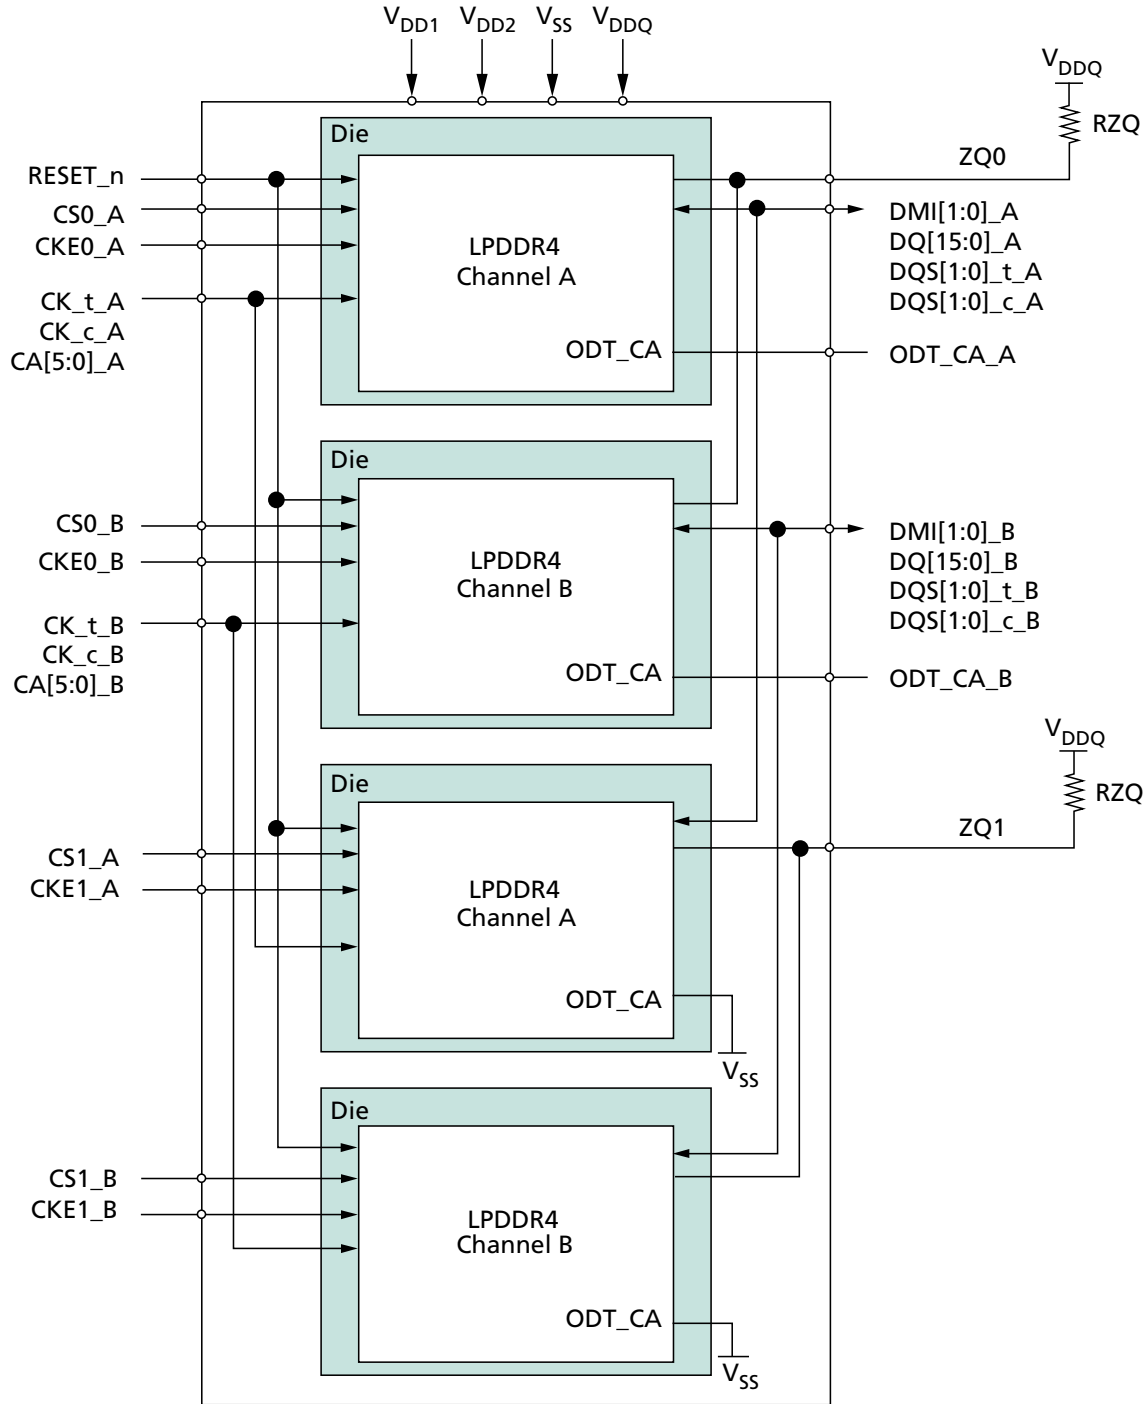 VDD1 VDD2 VSS VDDQ
VDDQ
RZQ
ZQ0
Die
RESET_n
CS0_A
CKE0_A
CK_t_A
CK_c_A
CA[5:0]_A
LPDDR4
Channel A
ODT_CA
DMI[1:0]_A
DQ[15:0]_A
DQS[1:0]_t_A
DQS[1:0]_c_A
ODT_CA_A
Die
CS0_B
CKE0_B
CK_t_B
CK_c_B
CA[5:0]_B
LPDDR4
Channel B
ODT_CA
DMI[1:0]_B
DQ[15:0]_B
DQS[1:0]_t_B
DQS[1:0]_c_B
ODT_CA_B
VDDQ
RZQ
ZQ1
Die
CS1_A
CKE1_A
LPDDR4
Channel A
ODT_CA
VSS
Die
CS1_B
CKE1_B
LPDDR4
Channel B
ODT_CA
VSS